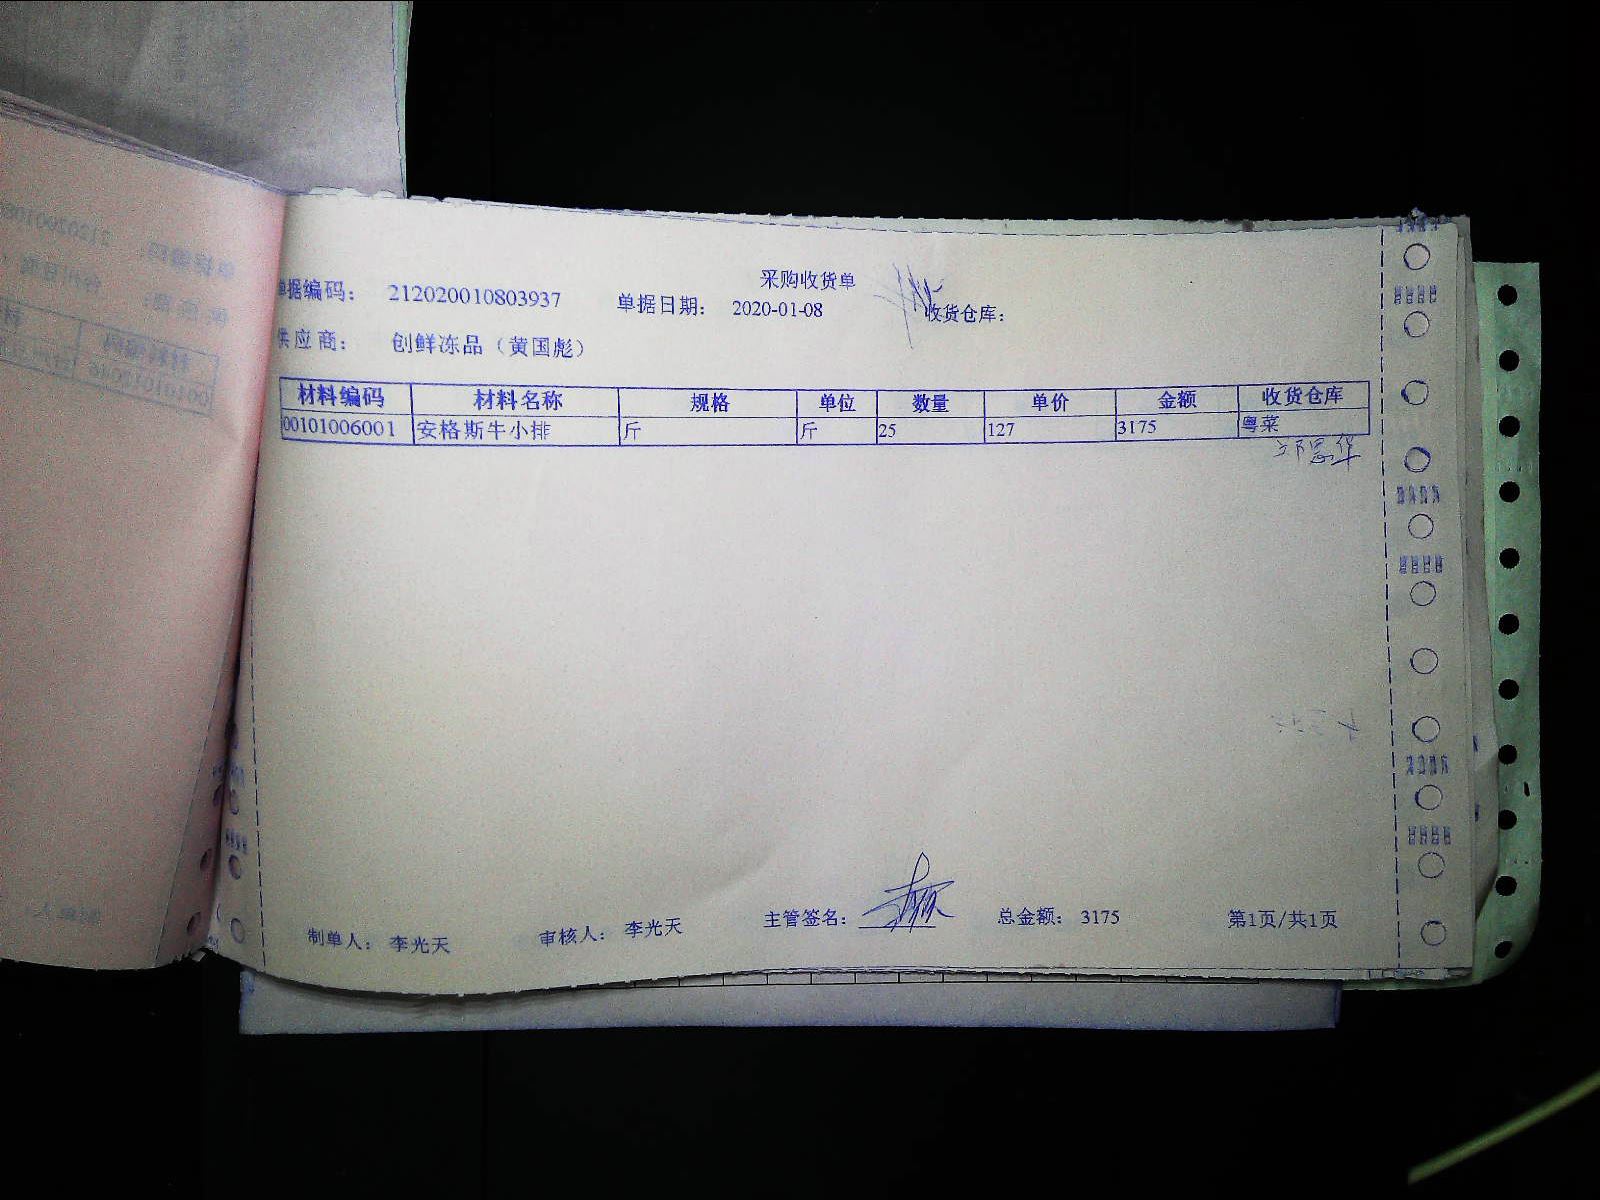 采购收货单
单据编码： 212020010803937 单据日期： 2020-01-08 收货仓库：
供应商： 创鲜冻品（黄国彪）
材料编码 材料名称 规格 单位 数量 单价 金额 收货仓库
00101006001 安格斯牛小排 斤 斤 25 127 3175 粤菜
制单人： 李光天 审核人： 李光天 主管签名： 总金额： 3175 第1页/共1页